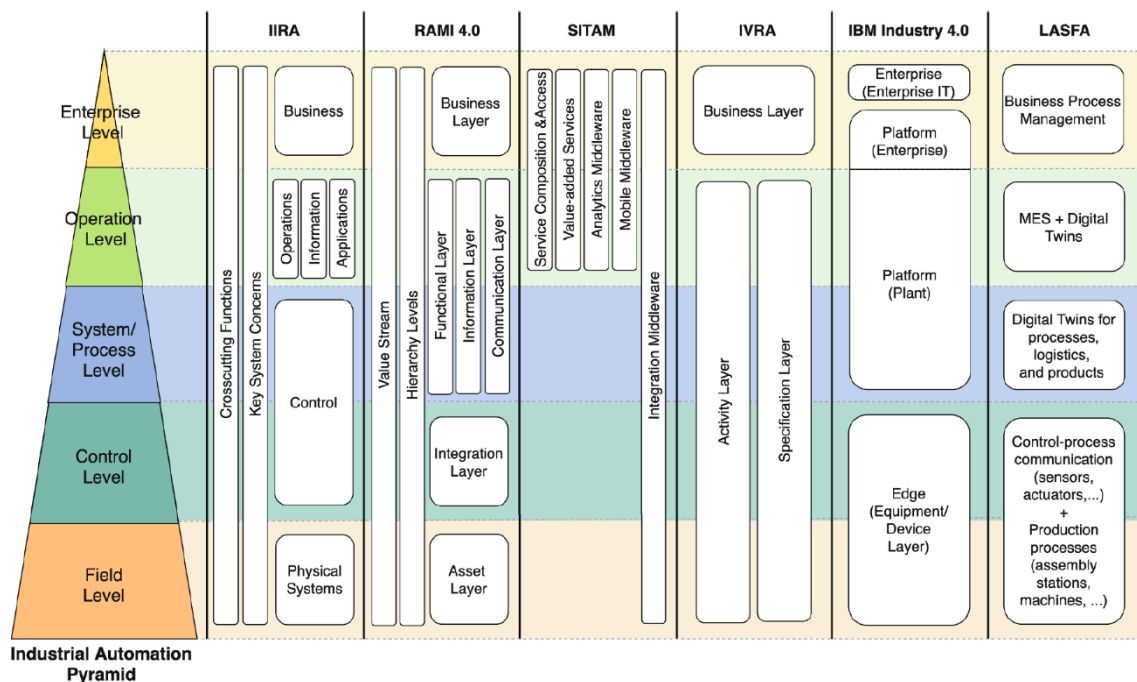 IIRA
RAMI 4.0
SITAM
IVRA
IBM Industry 4.0
LASFA
Enterprise
Level
Operation
Level
System/
Process
Level
Control
Level
Field
Level
Industrial Automation
Pyramid
Crosscutting Functions
Key System Concerns
Business
Operations
Information
Applications
Control
Physical
Systems
Value Stream
Hierarchy Levels
Business
Layer
Functional Layer
Information Layer
Communication Layer
Integration
Layer
Asset
Layer
Service Composition &Access
Value-added Services
Analytics Middleware
Mobile Middleware
Integration Middleware
Business Layer
Activity Layer
Specification Layer
Enterprise
(Enterprise IT)
Platform
(Enterprise)
Platform
(Plant)
Edge
(Equipment/
Device
Layer)
Business Process
Management
MES + Digital
Twins
Digital Twins for
processes,
logistics,
and products
Control-process
communication
(sensors,
actuators,...)
+
Production
processes
(assembly
stations,
machines, ...)